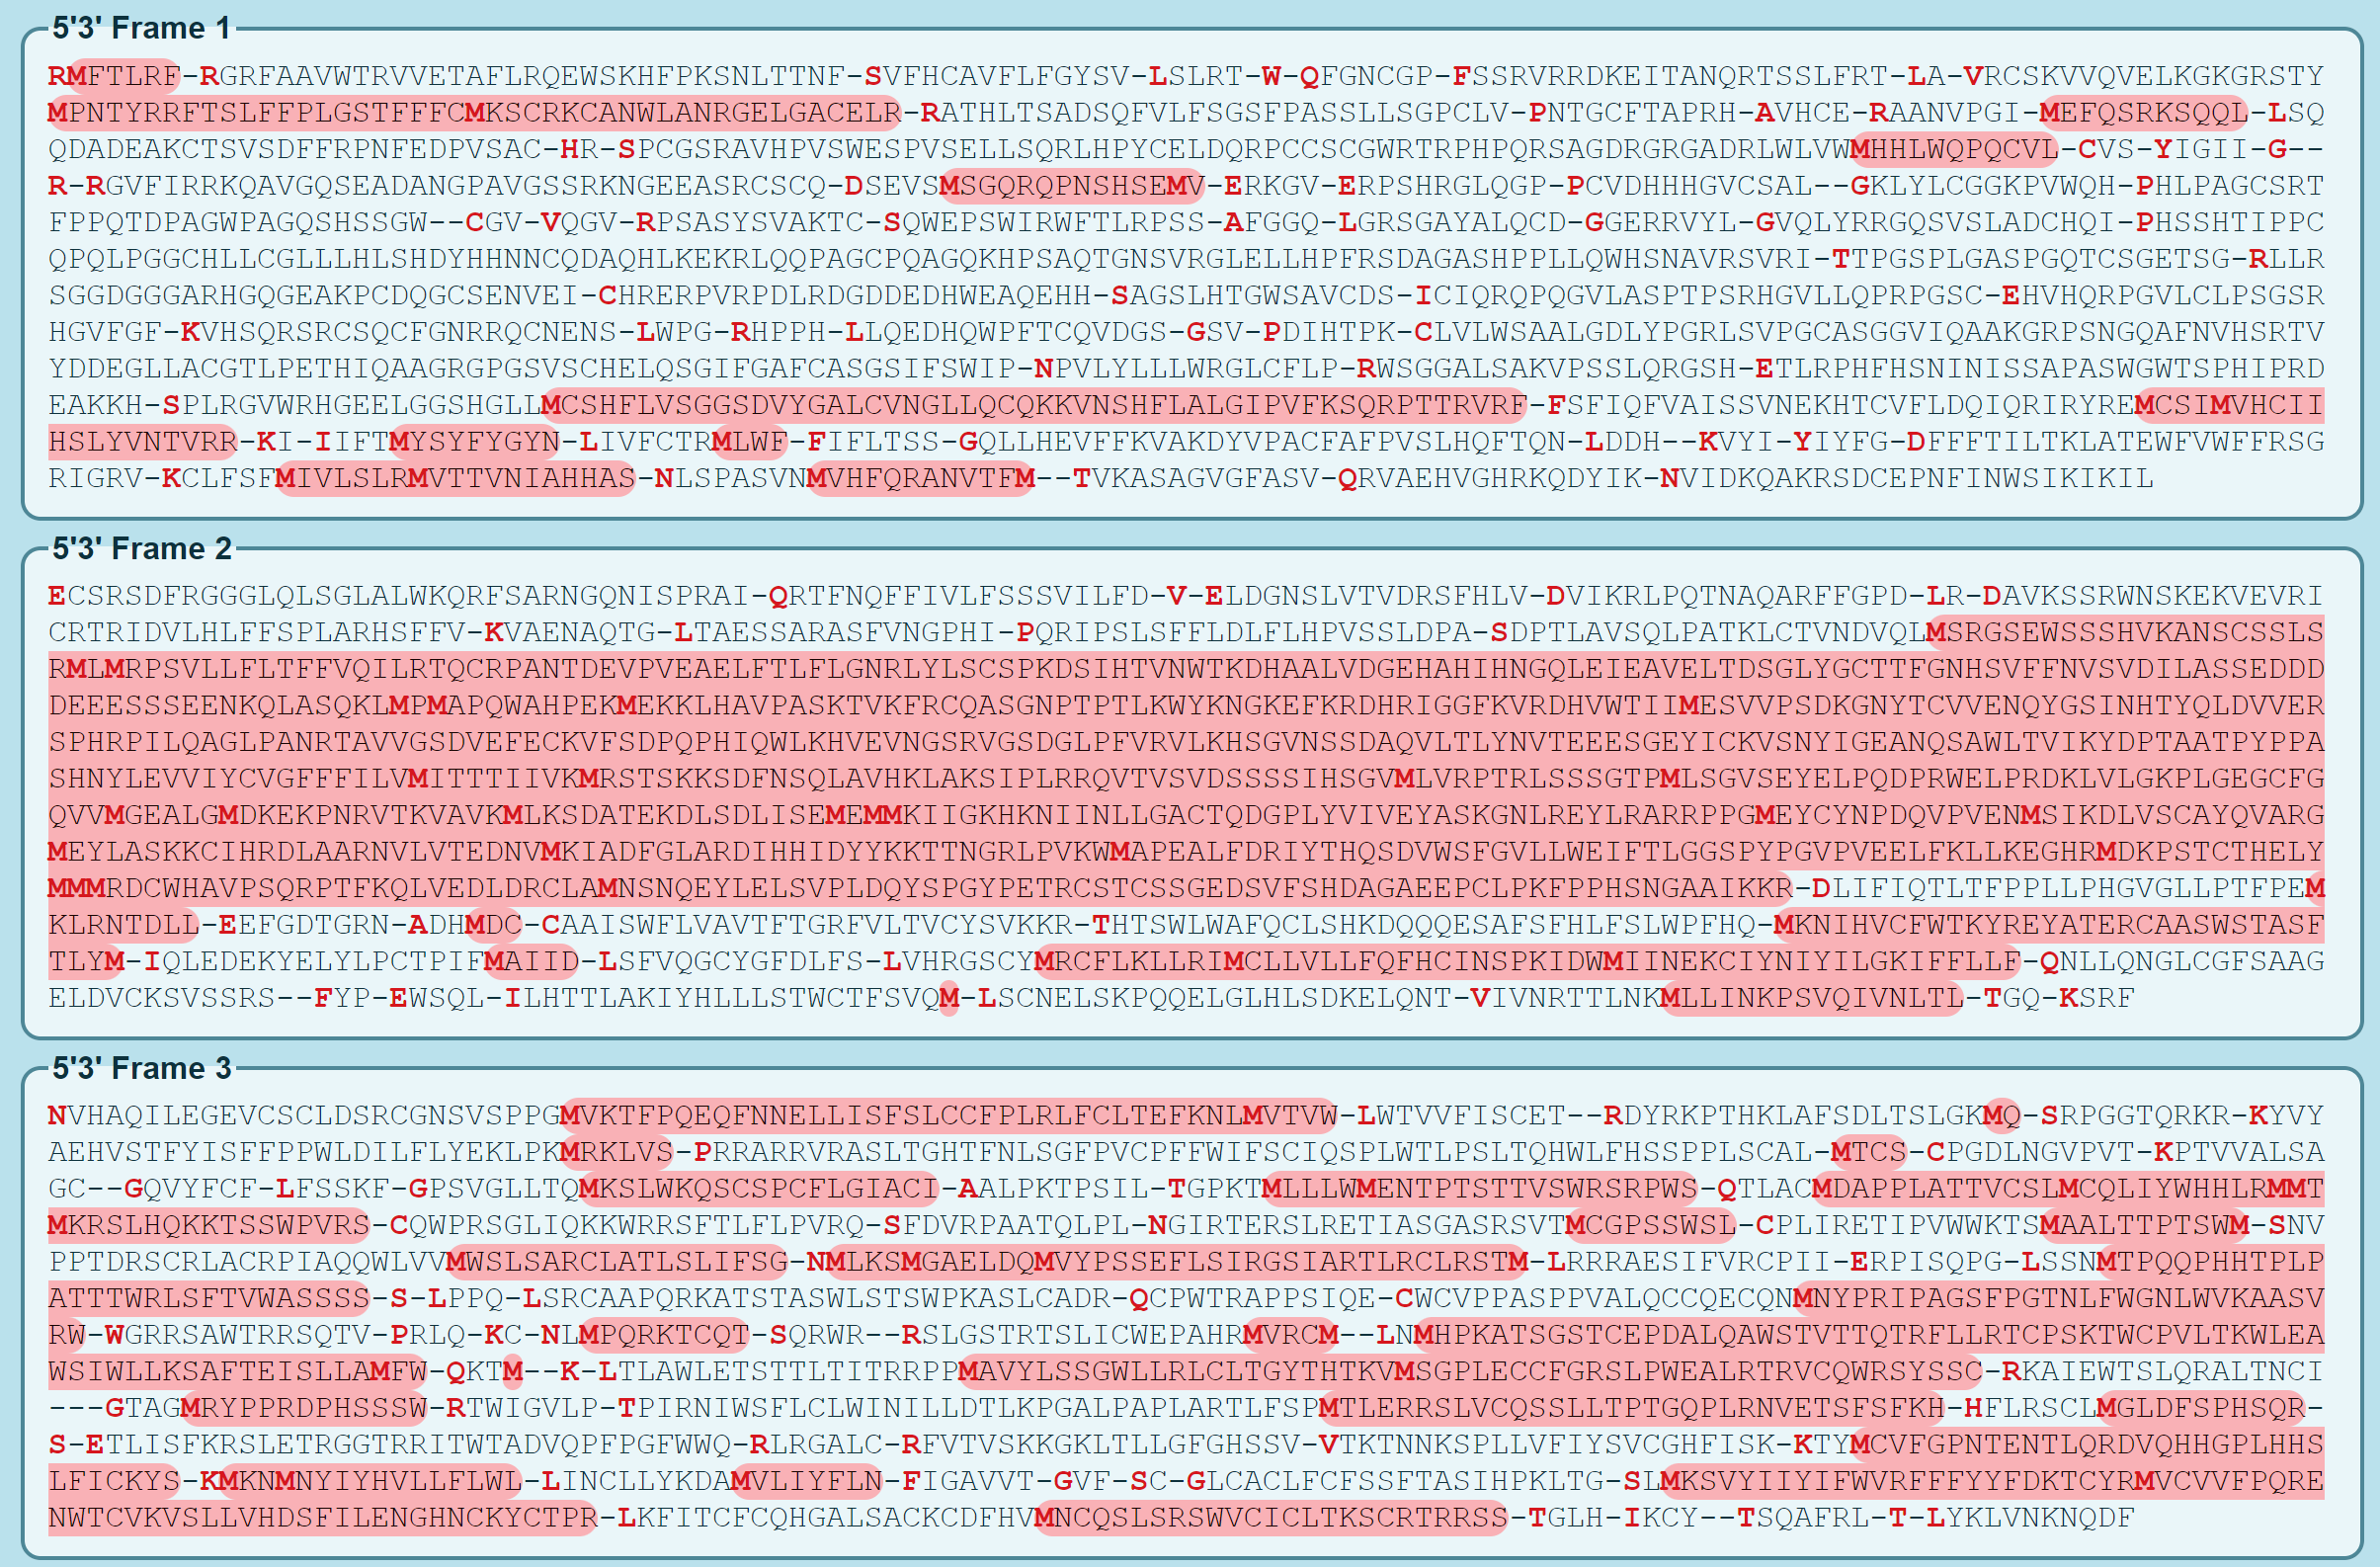 5'3' Frame 1
RMFTLRF-RGRFAAVWTRVVETAFLRQEWSKHFPKSNLTTNF-SVFHCAVFLFGYSV-LSLRT-W-QFGNCGP-FSSRVRRDKEITANQRTSSLFRT-LA-VRCSKVVQVELKGKGRSTY
MPNTYRRFTSLFFPLGSTFFFCMKSCRKCANWLANRGELGACELR-RATHLTSADSQFVLFSGSFPASSLLSGPCLV-PNTGCFTAPRH-AVHCE-RAANVPGI-MEFQSRKSQQL-LSQ
QDADEAKCTSVSDFFRPNFEDPVSAC-HR-SPCGSRAVHPVSWESPVSELLSQRLHPYCELDQRPCCSCGWRTRPHPQRSAGDRGRGADRLWLVWMHHLWQPQCVL-CVS-YIGII-G--
R-RGVFIRRKQAVGQSEADANGPAVGSSRKNGEEASRCSCQ-DSEVSMSGQRQPNSHSEMV-ERKGV-ERPSHRGLQGP-PCVDHHHGVCSAL--GKLYLCGGKPVWQH-PHLPAGCSRT
FPPQTDPAGWPAGQSHSSGW--CGV-VQGV-RPSASYSVAKTC-SQWEPSWIRWFTLRPSS-AFGGQ-LGRSGAYALQCD-GGERRVYL-GVQLYRRGQSVSLADCHQI-PHSSHTIPPC
QPQLPGGCHLLCGLLLHLSHDYHHNNCQDAQHLKEKRLQQPAGCPQAGQKHPSAQTGNSVRGLELLHPFRSDAGASHPPLLQWHSNAVRSVRI-TTPGSPLGASPGQTCSGETSG-RLLR
SGGDGGGARHGQGEAKPCDQGCSENVEI-CHRERPVRPDLRDGDDEDHWEAQEHH-SAGSLHTGWSAVCDS-ICIQRQPQGVLASPTPSRHGVLLQPRPGSC-EHVHQRPGVLCLPSGSR
HGVFGF-KVHSQRSRCSQCFGNRRQCNENS-LWPG-RHPPH-LLQEDHQWPFTCQVDGS-GSV-PDIHTPK-CLVLWSAALGDLYPGRLSVPGCASGGVIQAAKGRPSNGQAFNVHSRTV
YDDEGLLACGTLPETHIQAAGRGPGSVSCHELQSGIFGAFCASGSIFSWIP-NPVLYLLLWRGLCFLP-RWSGGALSAKVPSSLQRGSH-ETLRPHFHSNINISSAPASWGWTSPHIPRD
EAKKH-SPLRGVWRHGEELGGSHGLLMCSHFLVSGGSDVYGALCVNGLLQCQKKVNSHFLALGIPVFKSQRPTTRVRF-FSFIQFVAISSVNEKHTCVFLDQIQRIRYREMCSIMVHCII
HSLYVNTVRR-KI-IIFTMYSYFYGYN-LIVFCTRMLWF-FIFLTSS-GQLLHEVFFKVAKDYVPACFAFPVSLHQFTQN-LDDH--KVYI-YIYFG-DFFFTILTKLATEWFVWFFRSG
RIGRV-KCLFSFMIVLSLRMVTTVNIAHHAS-NLSPASVNMVHFQRANVTFM--TVKASAGVGFASV-QRVAEHVGHRKQDYIK-NVIDKQAKRSDCEPNFINWSIKIKIL
5'3' Frame 2
ECSRSDFRGGGLQLSGLALWKQRFSARNGQNISPRAI-QRTFNQFFIVLFSSSVILFD-V-ELDGNSLVTVDRSFHLV-DVIKRLPQTNAQARFFGPD-LR-DAVKSSRWNSKEKVEVRI
CRTRIDVLHLFFSPLARHSFFV-KVAENAQTG-LTAESSARASFVNGPHI-PQRIPSLSFFLDLFLHPVSSLDPA-SDPTLAVSQLPATKLCTVNDVQLMSRGSEWSSSHVKANSCSSLS
RMLMRPSVLLFLTFFVQILRTQCRPANTDEVPVEAELFTLFLGNRLYLSCSPKDSIHTVNWTKDHAALVDGEHAHIHNGQLEIEAVELTDSGLYGCTTFGNHSVFFNVSVDILASSEDDD
DEEESSSEENKQLASQKLMPMAPQWAHPEKMEKKLHAVPASKTVKFRCQASGNPTPTLKWYKNGKEFKRDHRIGGFKVRDHVWTIIMESVVPSDKGNYTCVVENQYGSINHTYQLDVVER
SPHRPILQAGLPANRTAVVGSDVEFECKVFSDPQPHIQWLKHVEVNGSRVGSDGLPFVRVLKHSGVNSSDAQVLTLYNVTEEESGEYICKVSNYIGEANQSAWLTVIKYDPTAATPYPPA
SHNYLEVVIYCVGFFFILVMITTTIIVKMRSTSKKSDFNSQLAVHKLAKSIPLRRQVTVSVDSSSSIHSGVMLVRPTRLSSSGTPMLSGVSEYELPQDPRWELPRDKLVLGKPLGEGCFG
QVVMGEALGMDKEKPNRVTKVAVKMLKSDATEKDLSDLISEMEMMKIIGKHKNIINLLGACTQDGPLYVIVEYASKGNLREYLRARRPPGMEYCYNPDQVPVENMSIKDLVSCAYQVARG
MEYLASKKCIHRDLAARNVLVTEDNVMKIADFGLARDIHHIDYYKKTTNGRLPVKWMAPEALFDRIYTHQSDVWSFGVLLWEIFTLGGSPYPGVPVEELFKLLKEGHRMDKPSTCTHELY
MMMRDCWHAVPSQRPTFKQLVEDLDRCLAMNSNQEYLELSVPLDQYSPGYPETRCSTCSSGEDSVFSHDAGAEEPCLPKFPPHSNGAAIKKR-DLIFIQTLTFPPLLPHGVGLLPTFPEM
KLRNTDLL-EEFGDTGRN-ADHMDC-CAAISWFLVAVTFTGRFVLTVCYSVKKR-THTSWLWAFQCLSHKDQQQESAFSFHLFSLWPFHQ-MKNIHVCFWTKYREYATERCAASWSTASF
TLYM-IQLEDEKYELYLPCTPIFMAIID-LSFVQGCYGFDLFS-LVHRGSCYMRCFLKLLRIMCLLVLLFQFHCINSPKIDWMIINEKCIYNIYILGKIFFLLF-QNLLQNGLCGFSAAG
ELDVCKSVSSRS--FYP-EWSQL-ILHTTLAKIYHLLLSTWCTFSVQM-LSCNELSKPQQELGLHLSDKELQNT-VIVNRTTLNKMLLINKPSVQIVNLTL-TGQ-KSRF
5'3' Frame 3
NVHAQILEGEVCSCLDSRCGNSVSPPGMVKTFPQEQFNNELLISFSLCCFPLRLFCLTEFKNLMVTVW-LWTVVFISCET--RDYRKPTHKLAFSDLTSLGKMQ-SRPGGTQRKR-KYVY
AEHVSTFYISFFPPWLDILFLYEKLPKMRKLVS-PRRARRVRASLTGHTFNLSGFPVCPFFWIFSCIQSPLWTLPSLTQHWLFHSSPPLSCAL-MTCS-CPGDLNGVPVT-KPTVVALSA
GC--GQVYFCF-LFSSKF-GPSVGLLTQMKSLWKQSCSPCFLGIACI-AALPKTPSIL-TGPKTMLLLWMENTPTSTTVSWRSRPWS-QTLACMDAPPLATTVCSLMCQLIYWHHLRMMT
MKRSLHQKKTSSWPVRS-CQWPRSGLIQKKWRRSFTLFLPVRQ-SFDVRPAATQLPL-NGIRTERSLRETIASGASRSVTMCGPSSWSL-CPLIRETIPVWWKTSMAALTTPTSWM-SNV
PPTDRSCRLACRPIAQQWLVVMWSLSARCLATLSLIFSG-NMLKSMGAELDQMVYPSSEFLSIRGSIARTLRCLRSTM-LRRRAESIFVRCPII-ERPISQPG-LSSNMTPQQPHHTPLP
ATTTWRLSFTVWASSSS-S-LPPQ-LSRCAAPQRKATSTASWLSTSWPKASLCADR-QCPWTRAPPSIQE-CWCVPPASPPVALQCCQECQNMNYPRIPAGSFPGTNLFWGNLWVKAASV
RW-WGRRSAWTRRSQTV-PRLQ-KC-NLMPQRKTCQT-SQRWR--RSLGSTRTSLICWEPAHRMVRCM--LNMHPKATSGSTCEPDALQAWSTVTTQTRFLLRTCPSKTWCPVLTKWLEA
WSIWLLKSAFTEISLLAMFW-QKTM--K-LTLAWLETSTTLTITRRPPMAVYLSSGWLLRLCLTGYTHTKVMSGPLECCFGRSLPWEALRTRVCQWRSYSSC-RKAIEWTSLQRALTNCI
---GTAGMRYPPRDPHSSSW-RTWIGVLP-TPIRNIWSFLCLWINILLDTLKPGALPAPLARTLFSPMTLERRSLVCQSSLLTPTGQPLRNVETSFSFKH-HFLRSCLMGLDFSPHSQR-
S-ETLISFKRSLETRGGTRRITWTADVQPFPGFWWQ-RLRGALC-RFVTVSKKGKLTLLGFGHSSV-VTKTNNKSPLLVFIYSVCGHFISK-KTYMCVFGPNTENTLQRDVQHHGPLHHS
LFICKYS-KMKNMNYIYHVLLFLWL-LINCLLYKDAMVLIYFLN-FIGAVVT-GVF-SC-GLCACLFCFSSFTASIHPKLTG-SLMKSVYIIYIFWVRFFFYYFDKTCYRMVCVVFPQRE
NWTCVKVSLLVHDSFILENGHNCKYCTPR-LKFITCFCQHGALSACKCDFHVMNCQSLSRSWVCICLTKSCRTRRSS-TGLH-IKCY--TSQAFRL-T-LYKLVNKNQDF